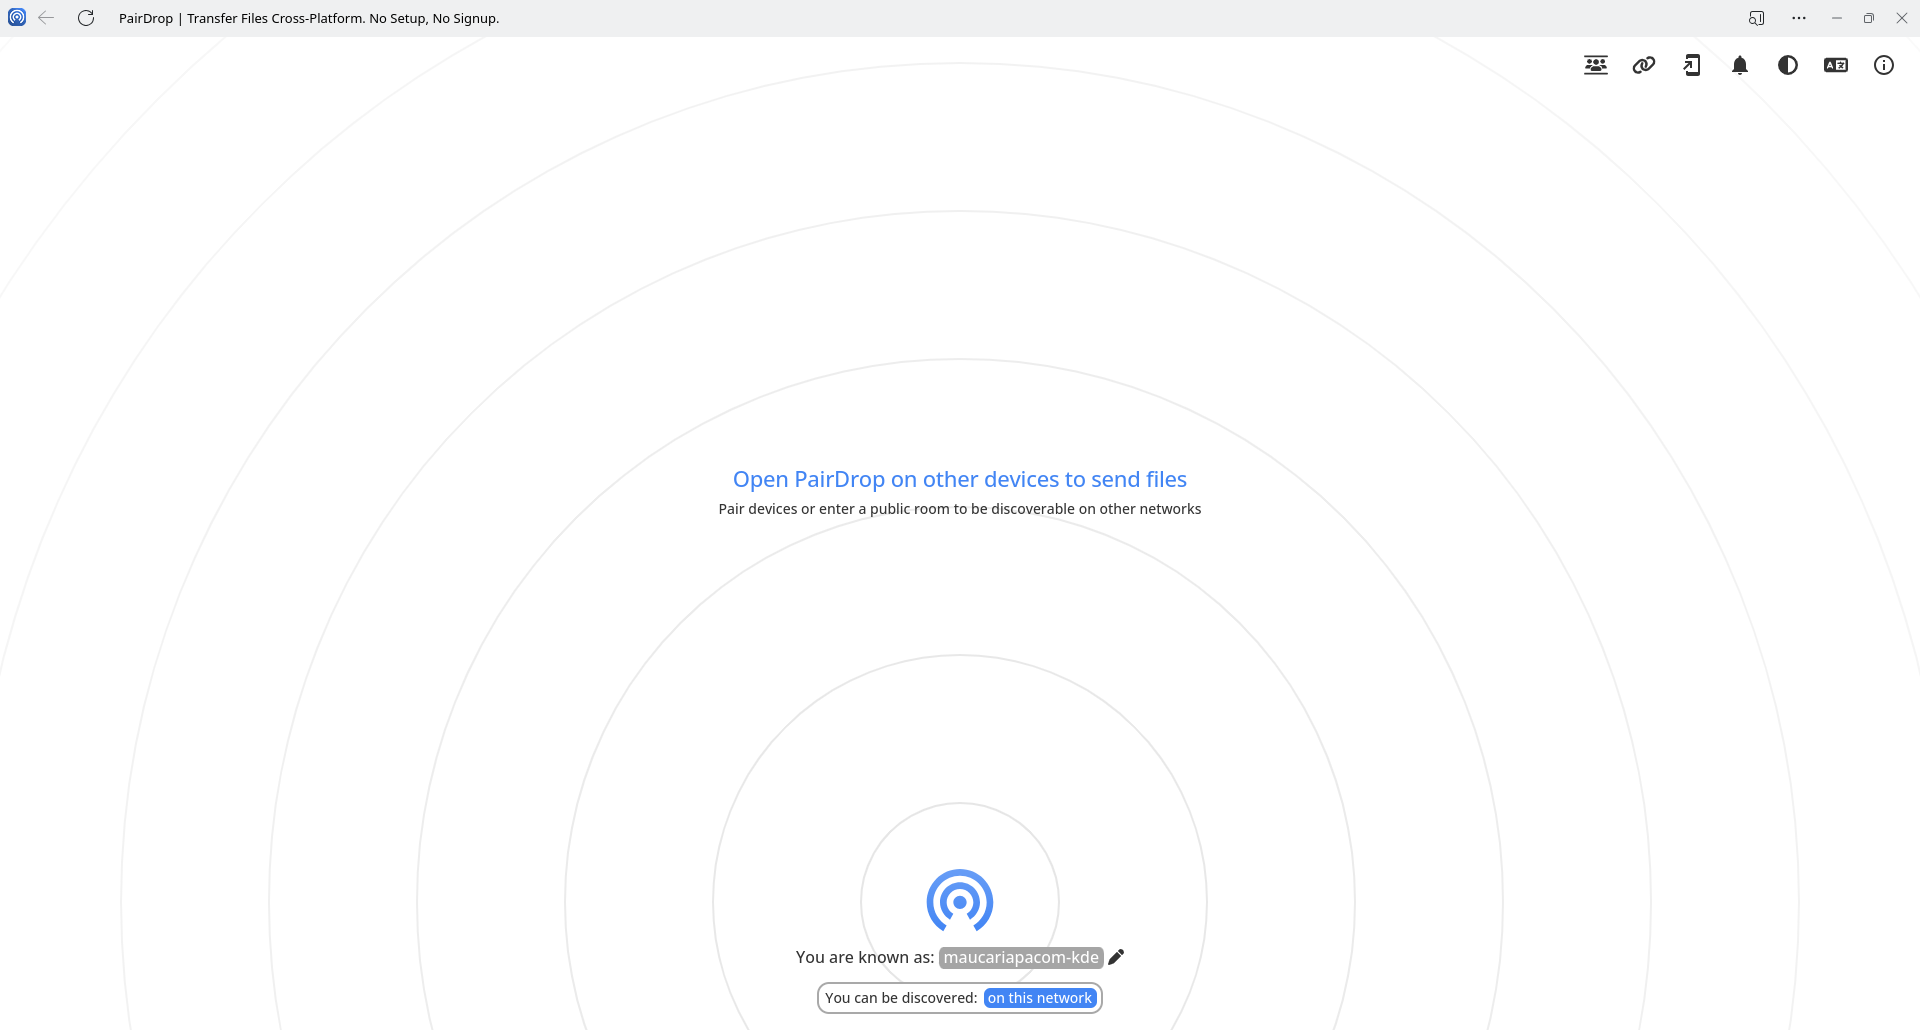 PairDrop | Transfer Files Cross-Platform. No Setup, No Signup.
Open PairDrop on other devices to send files
Pair devices or enter a public room to be discoverable on other networks
You are known as: maucariapacom-kde
You can be discovered: on this network